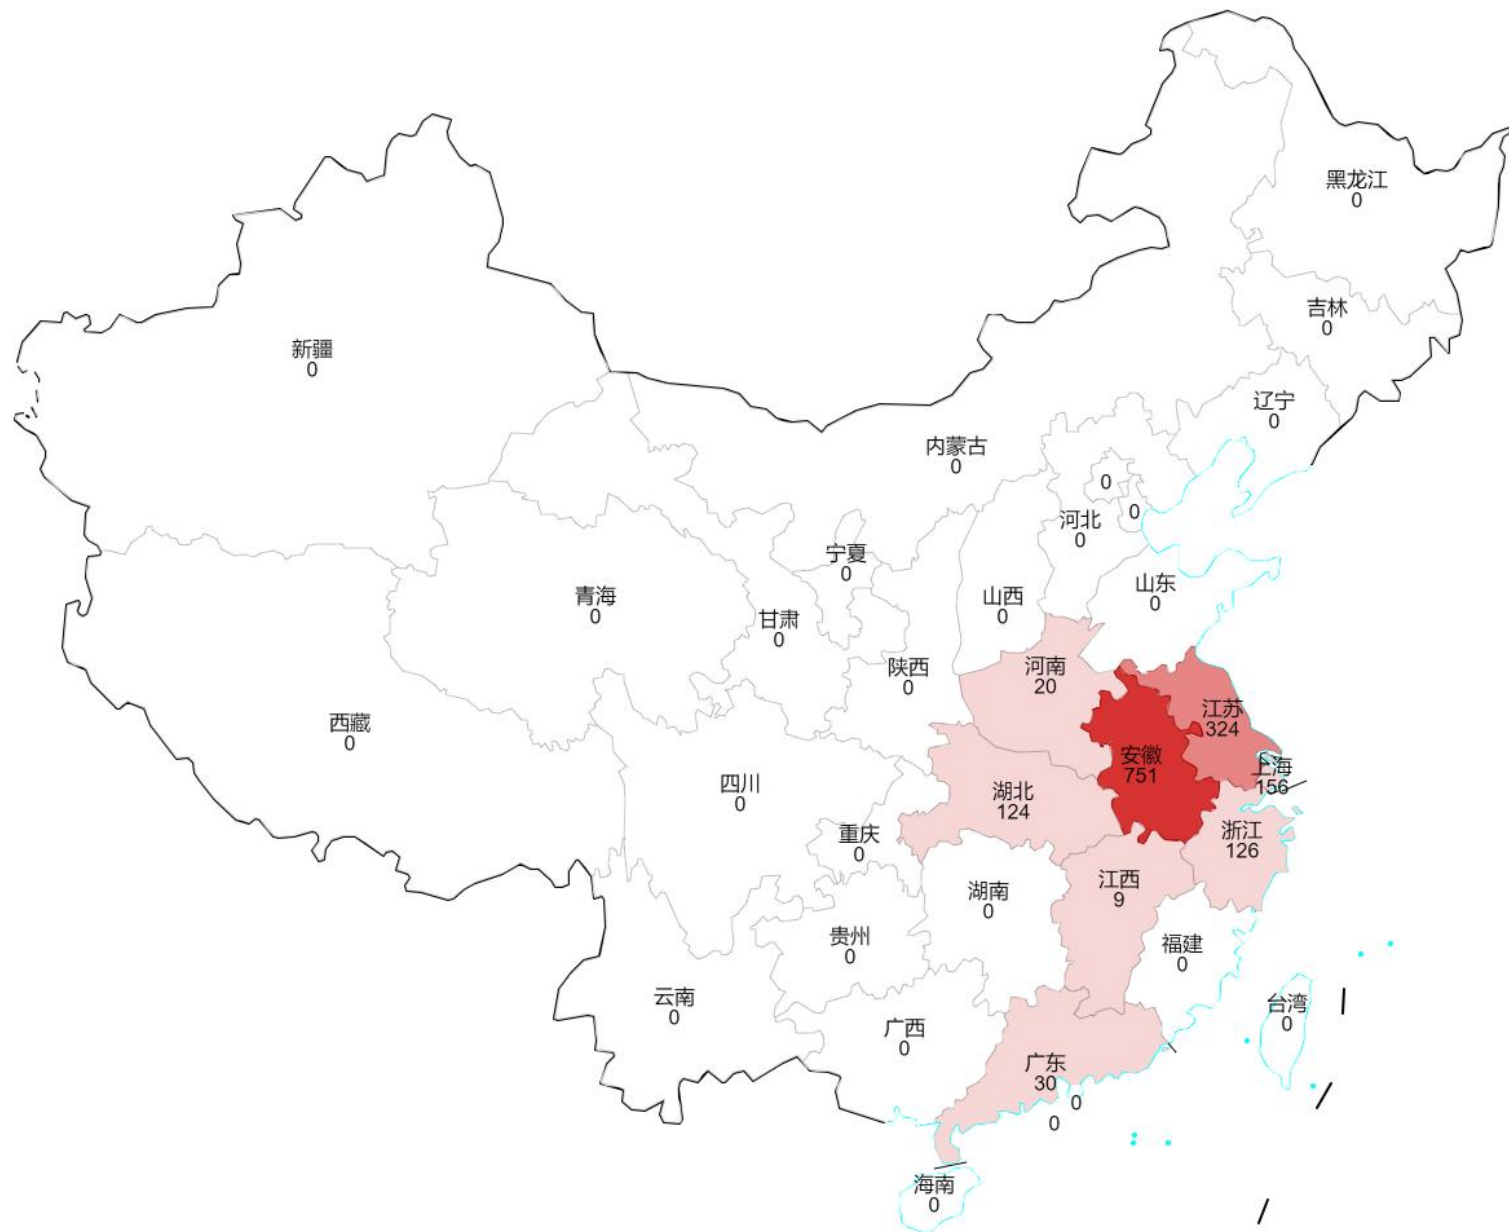 黑龙江
0
吉林
0
新疆
0
辽宁
0
内蒙古
0
0
0
河北
0
宁夏
0
山东
0
青海
0
山西
0
甘肃
0
陕西
0
河南
20
西藏
0
江苏
324
安徽
751
上海
156
四川
0
湖北
124
重庆
0
浙江
126
江西
9
湖南
0
贵州
0
福建
0
云南
0
台湾
0
广西
0
广东
30
0
0
海南
0